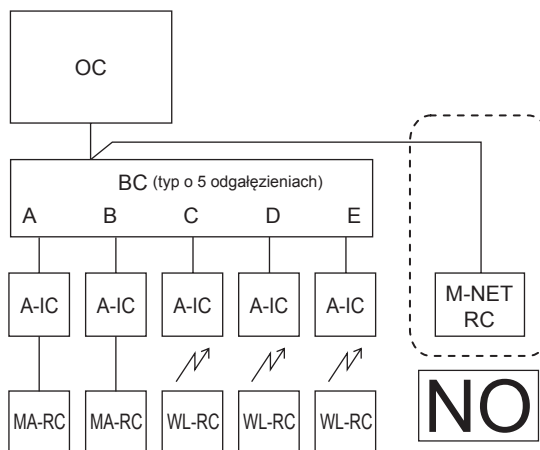 OC
BC (typ o 5 odgałęzieniach)
A B C D E
A-IC A-IC A-IC A-IC A-IC
M-NET
RC
MA-RC MA-RC WL-RC WL-RC WL-RC
NO